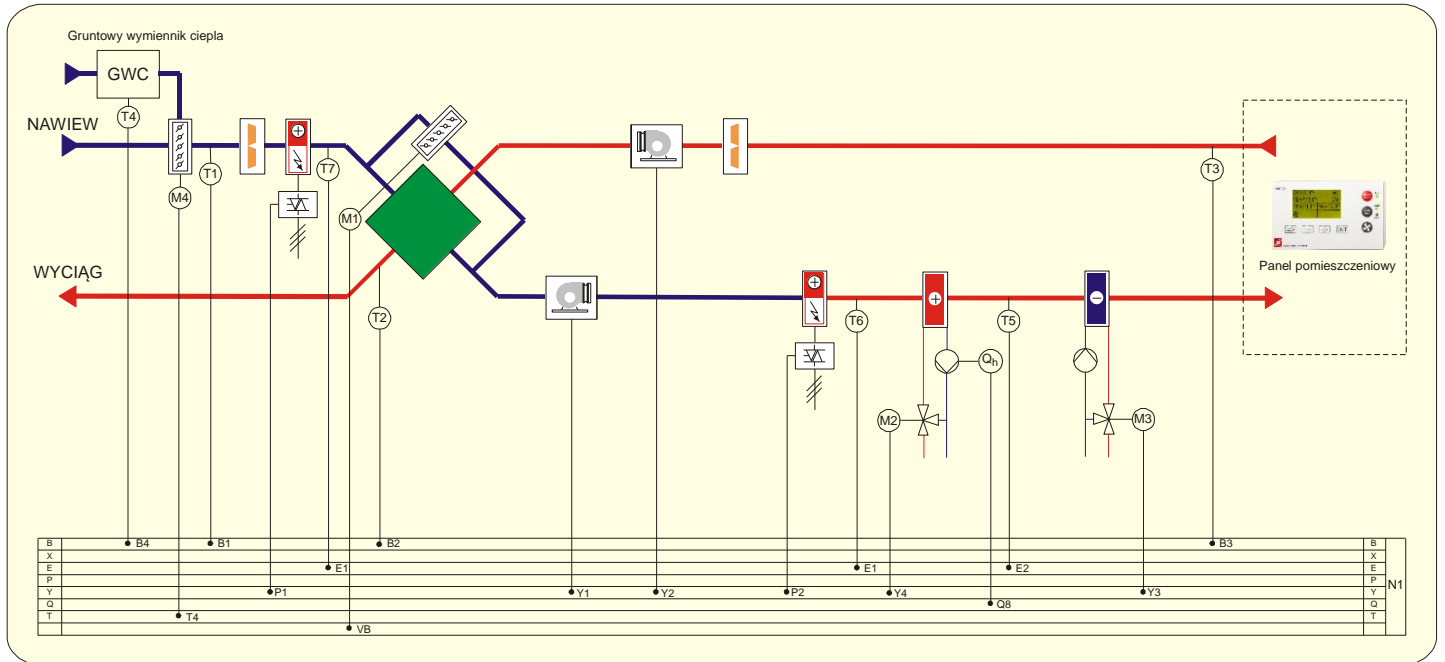 Gruntowy wymiennik ciepla
GWC
T4
NAWIEW
T1
T7
M4
M1
T3
Panel pomieszczeniowy
WYCIĄG
T2
T6
T5
Qh
M2
M3
B B4 B1 B2 B3 B
X X
E E1 E1 E2 E
P P
Y P1 Y1 Y2 P2 Y4 Y3 Y
N1
Q Q8 Q
T T4 T
VB